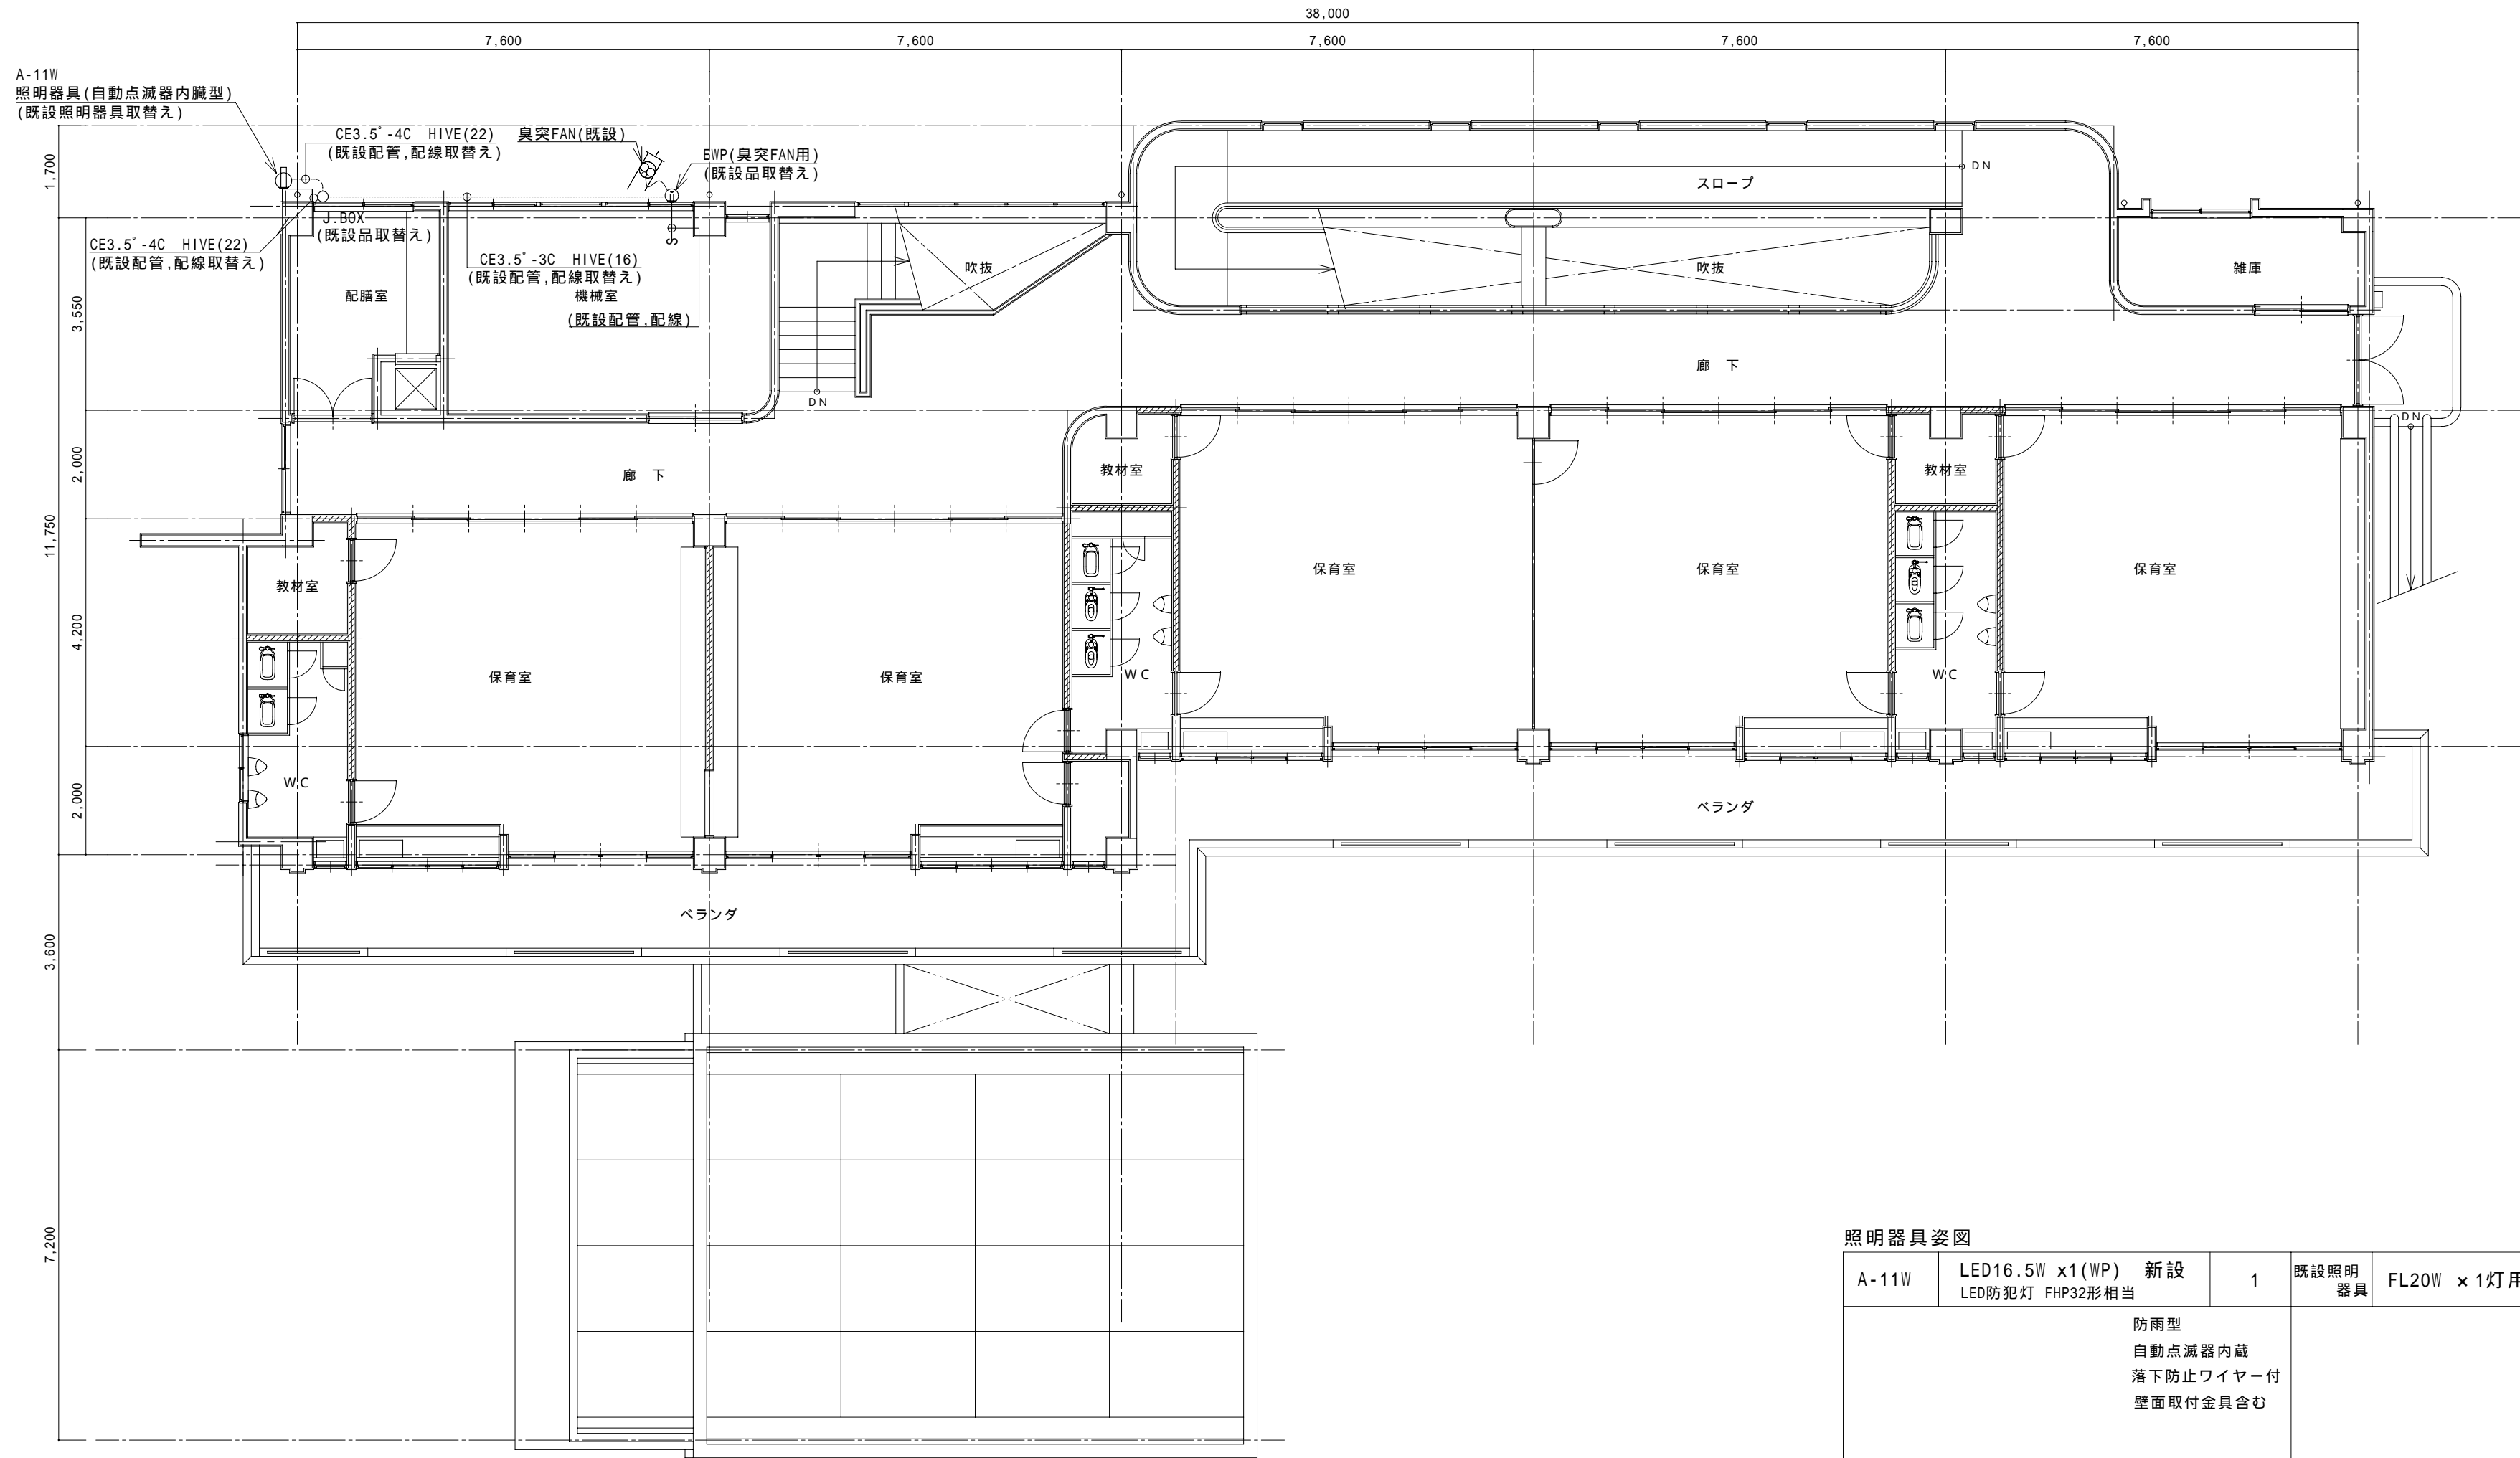 38,000
7,600
7,600
7,600
7,600
7,600
A-11W
照明器具(自動点滅器内臓型)
(既設照明器具取替え)
CE3.5°-4C HIVE(22)
(既設配管,配線取替え)
臭突FAN(既設)
EWP(臭突FAN用)
(既設品取替え)
J.BOX
(既設品取替え)
CE3.5°-4C HIVE(22)
(既設配管,配線取替え)
CE3.5°-3C HIVE(16)
(既設配管,配線取替え)
S
配膳室
機械室
(既設配管,配線)
吹抜
DN
スロープ
DN
吹抜
雑庫
廊 下
DN
廊 下
教材室
教材室
教材室
保育室
保育室
保育室
保育室
保育室
WC
WC
WC
ベランダ
ベランダ
1,700
3,550
2,000
11,750
4,200
2,000
3,600
7,200
照明器具姿図
A-11W
LED16.5W x1(WP) 新設
LED防犯灯 FHP32形相当
1
既設照明
器具
FL20W ×1灯用
防雨型
自動点滅器内蔵
落下防止ワイヤー付
壁面取付金具含む